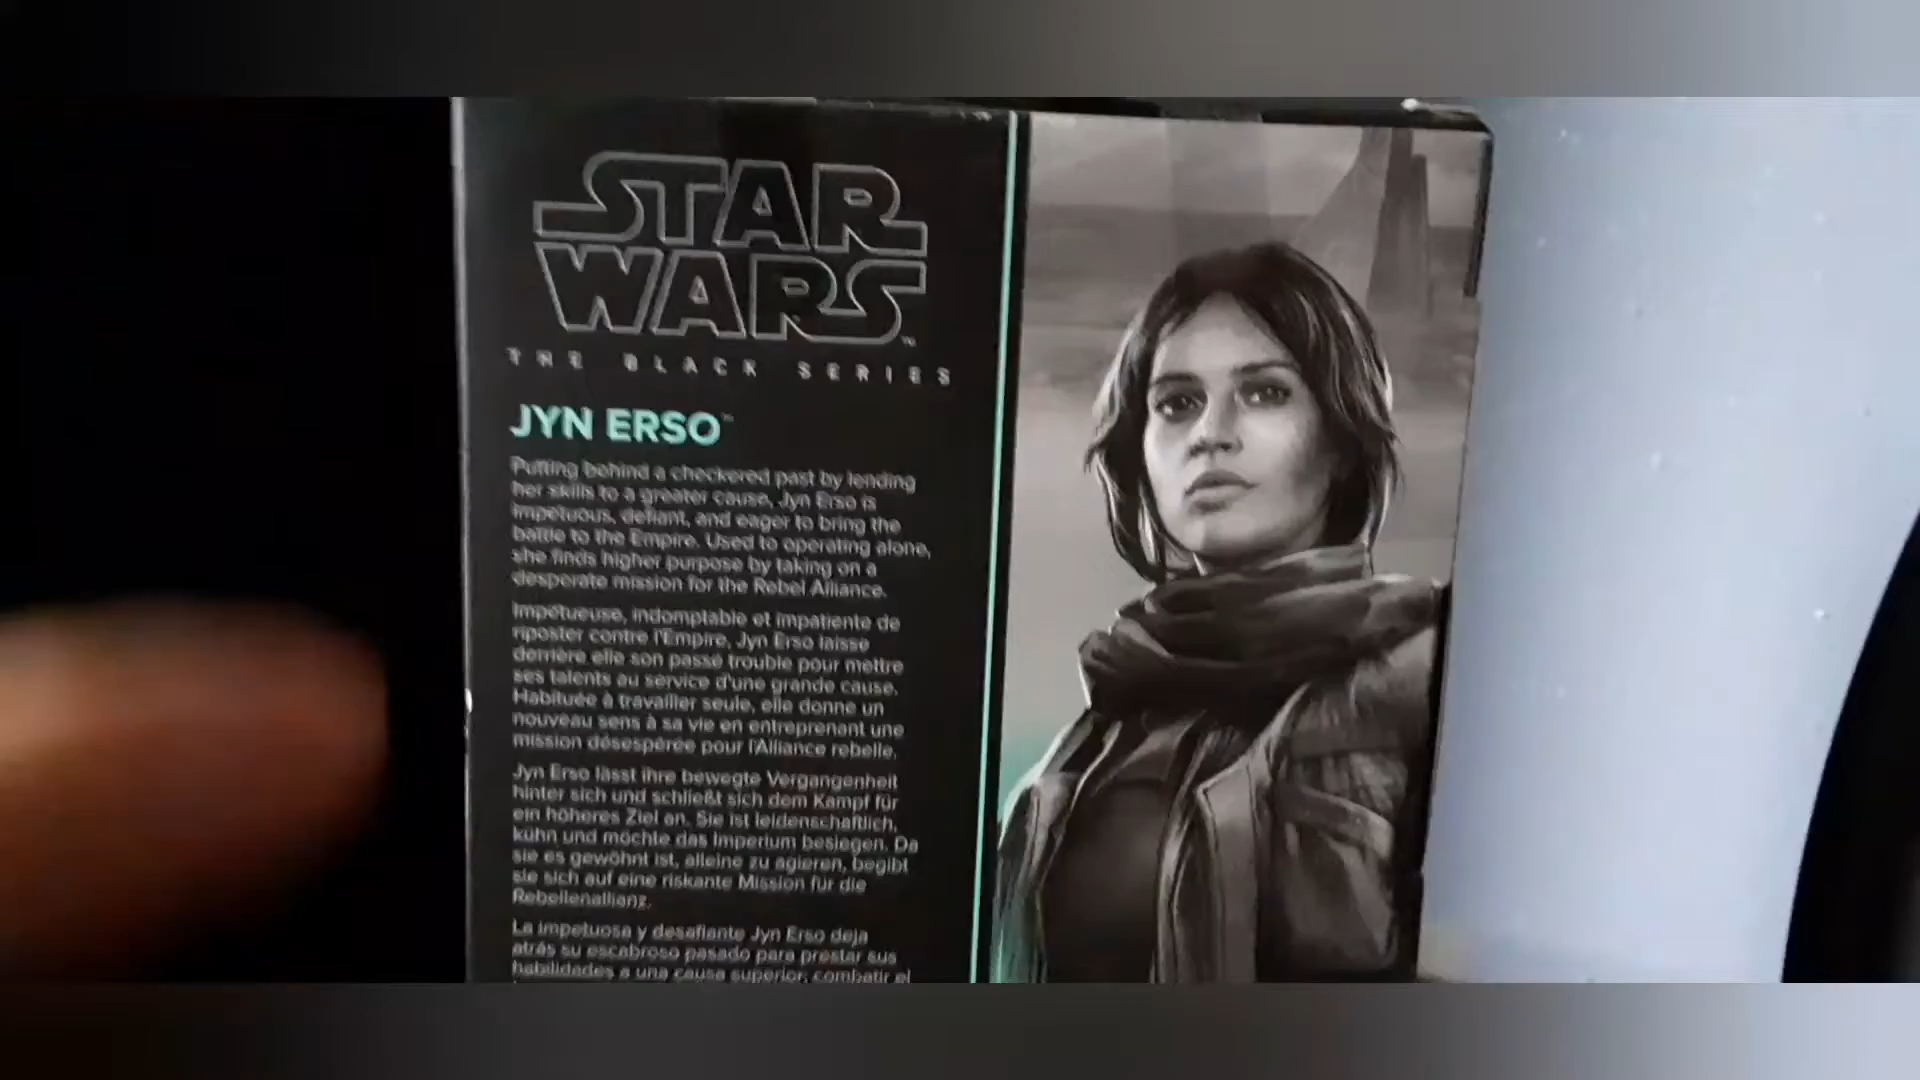 STAR
WARS™
THE BLACK SERIES
JYN ERSO™
Putting behind a checkered past by lending
her skills to a greater cause, Jyn Erso is
impetuous, defiant, and eager to bring the
battle to the Empire. Used to operating alone,
she finds higher purpose by taking on a
desperate mission for the Rebel Alliance.
Impétueuse, indomptable et impatiente de
riposter contre l'Empire, Jyn Erso laisse
derrière elle son passé trouble pour mettre
ses talents au service d'une grande cause.
Habituée à travailler seule, elle donne un
nouveau sens à sa vie en entreprenant une
mission désespérée pour l'Alliance rebelle.
Jyn Erso lässt ihre bewegte Vergangenheit
hinter sich und schließt sich dem Kampf für
ein höheres Ziel an. Sie ist leidenschaftlich,
kühn und möchte das Imperium besiegen. Da
sie es gewöhnt ist, alleine zu agieren, begibt
sie sich auf eine riskante Mission für die
Rebellenallianz.
La impetuosa y desafiante Jyn Erso deja
atrás su escabroso pasado para prestar sus
habilidades a una causa superior: combatir el